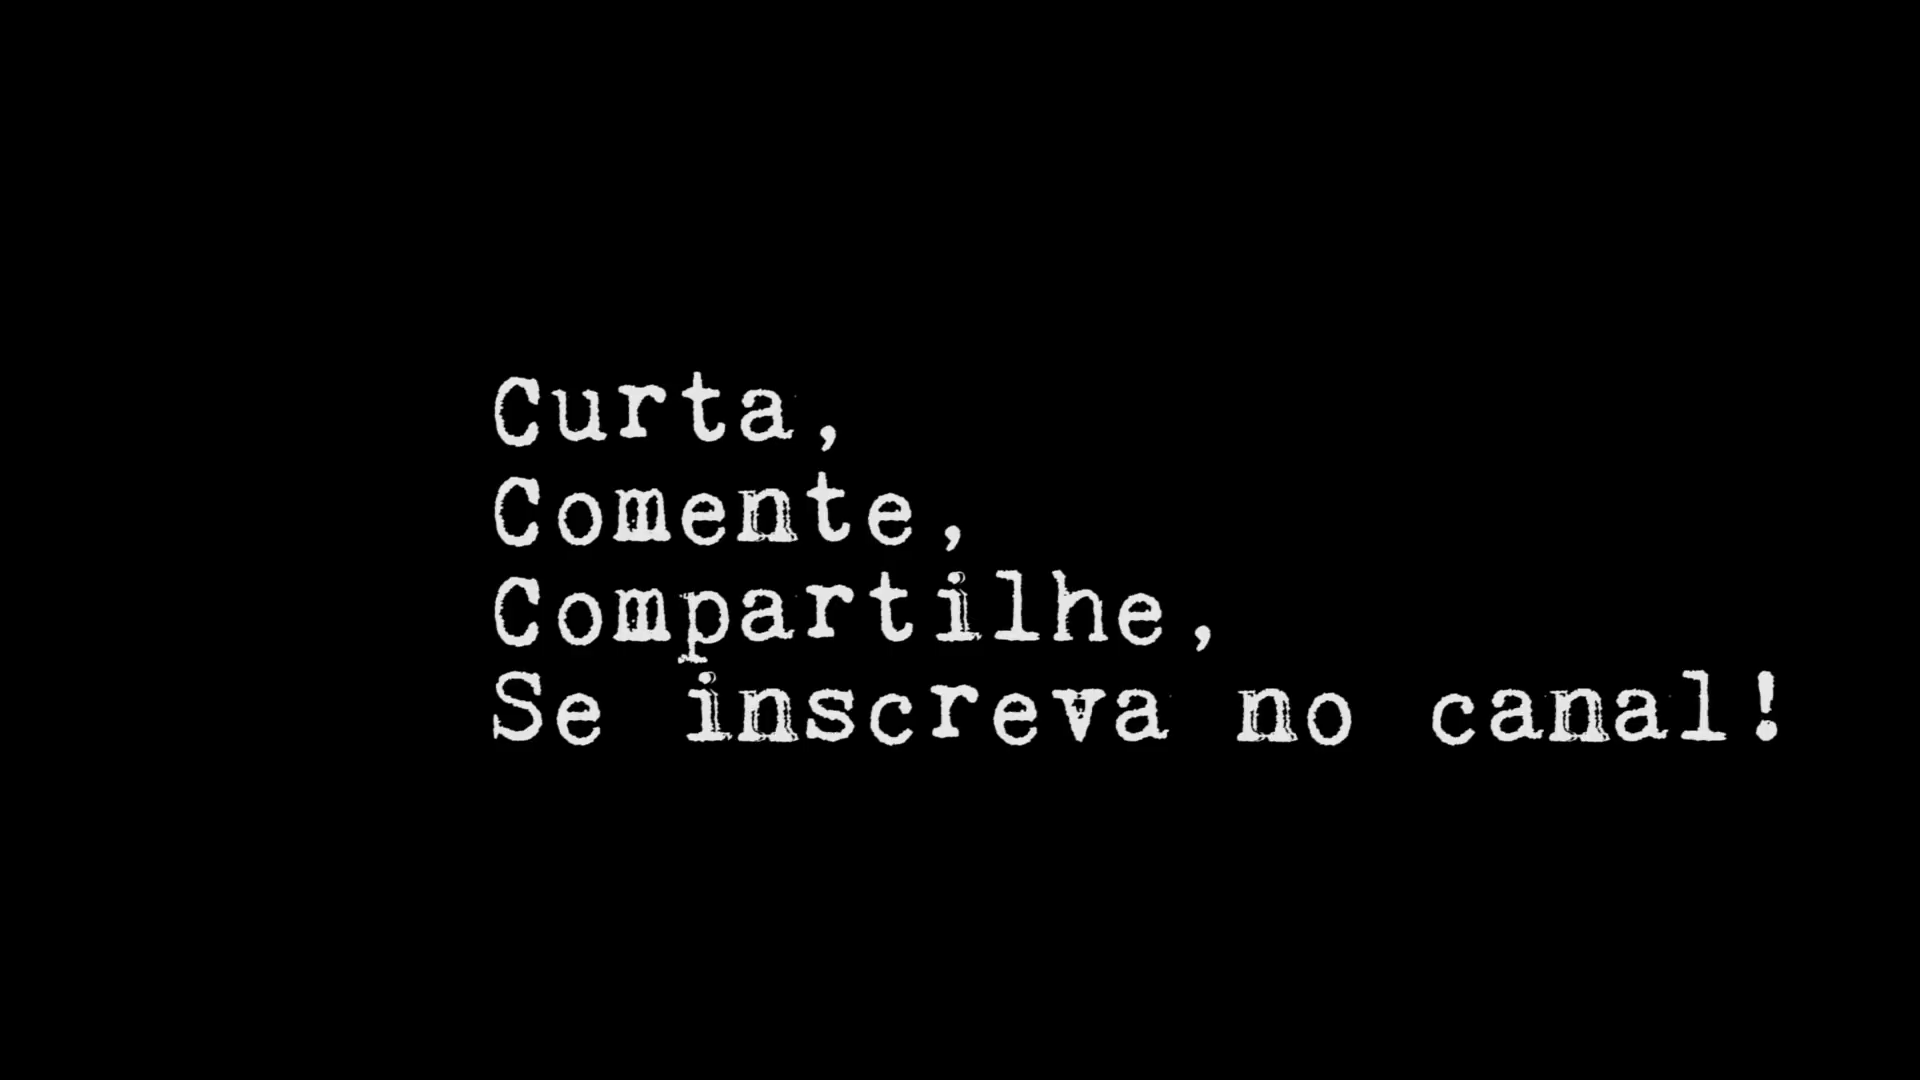 Curta,
Comente,
Compartilhe,
Se inscreva no canal!